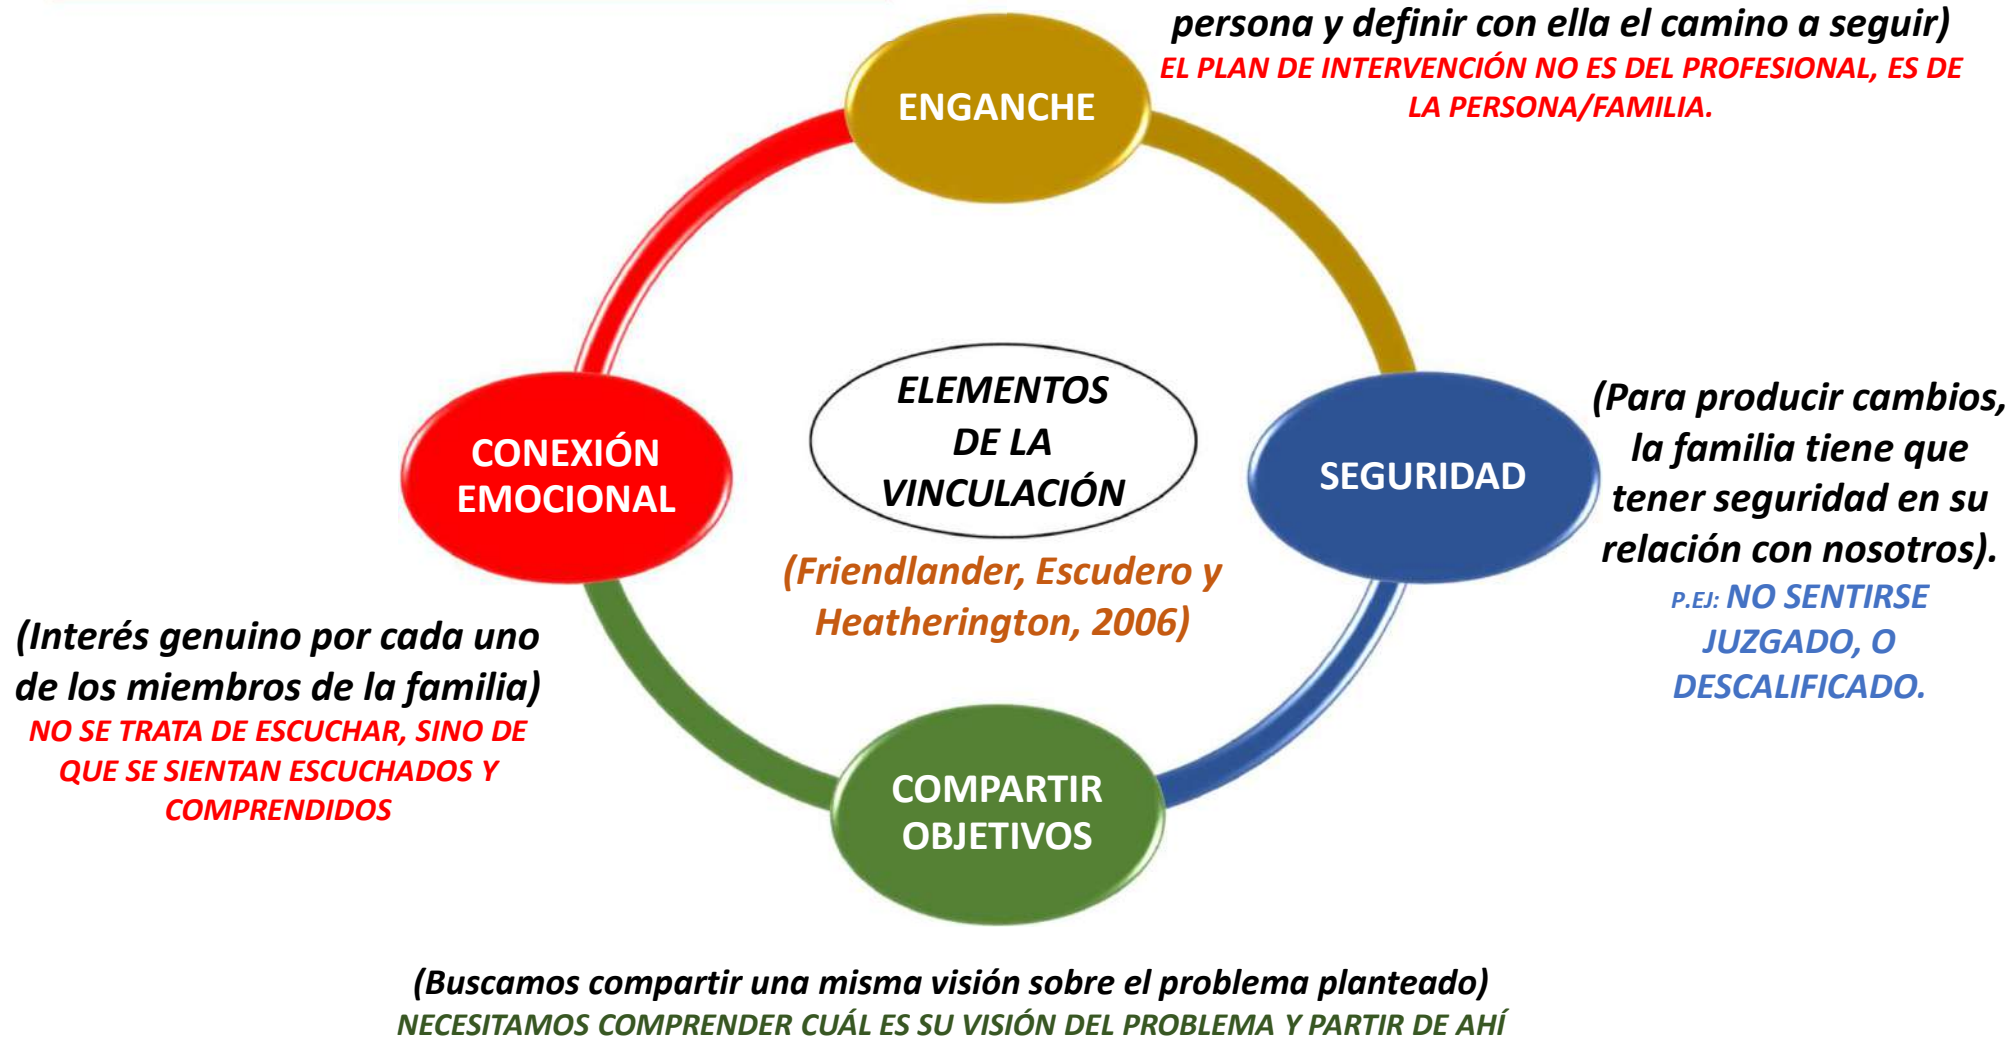 persona y definir con ella el camino a seguir)
EL PLAN DE INTERVENCIÓN NO ES DEL PROFESIONAL, ES DE
LA PERSONA/FAMILIA.
ENGANCHE
ELEMENTOS
DE LA
VINCULACIÓN
(Friendlander, Escudero y
Heatherington, 2006)
CONEXIÓN
EMOCIONAL
(Interés genuino por cada uno
de los miembros de la familia)
NO SE TRATA DE ESCUCHAR, SINO DE
QUE SE SIENTAN ESCUCHADOS Y
COMPRENDIDOS
SEGURIDAD
(Para producir cambios,
la familia tiene que
tener seguridad en su
relación con nosotros).
P.EJ: NO SENTIRSE
JUZGADO, O
DESCALIFICADO.
COMPARTIR
OBJETIVOS
(Buscamos compartir una misma visión sobre el problema planteado)
NECESITAMOS COMPRENDER CUÁL ES SU VISIÓN DEL PROBLEMA Y PARTIR DE AHÍ